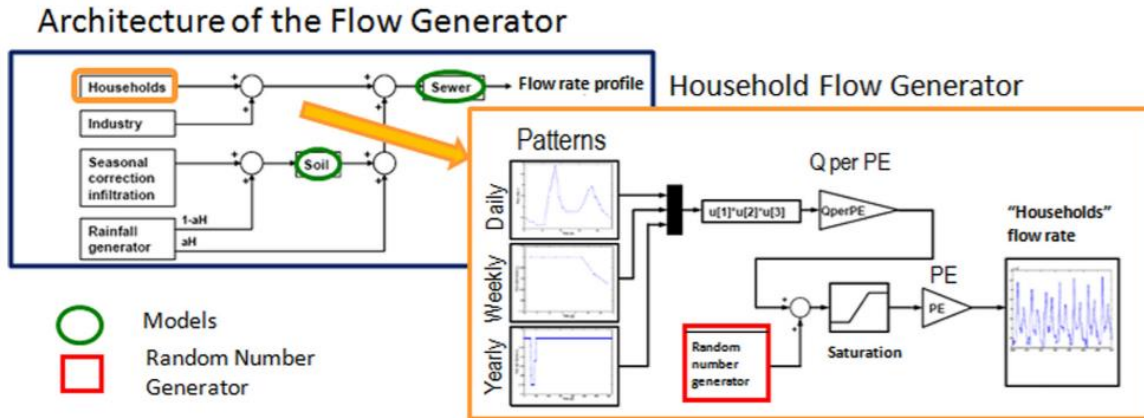 Architecture of the Flow Generator
Households
Industry
Seasonal
correction
infiltration
Rainfall
generator
1-aH
aH
Soil
Sewer
Flow rate profile
+
+
+
+
+
+
+
+
Household Flow Generator
Patterns
Daily
Weekly
Yearly
u[1]*u[2]*u[3]
Q per PE
QperPE
+
+
Random
number
generator
Saturation
PE
PE
"Households"
flow rate
Models
Random Number
Generator